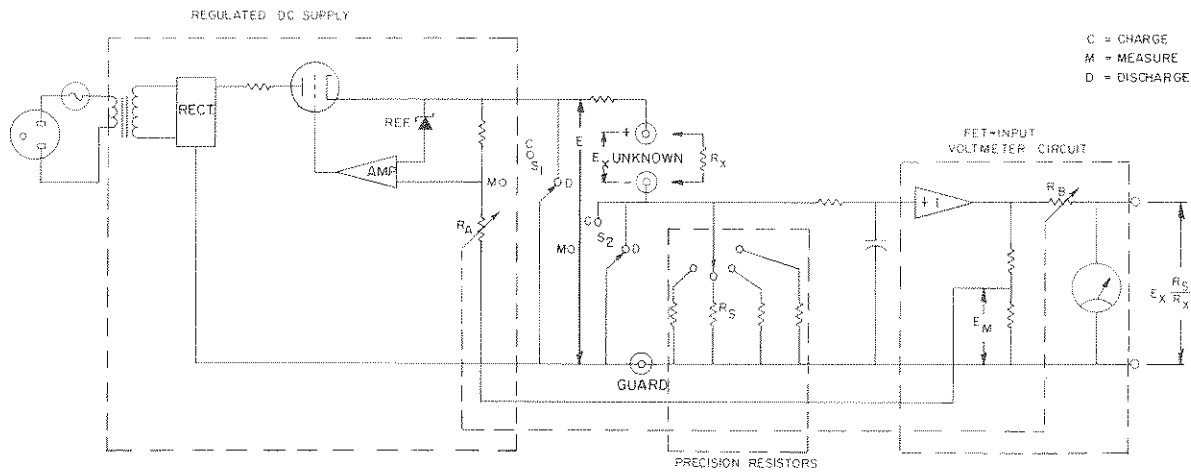 REGULATED DC SUPPLY
C = CHARGE
M = MEASURE
D = DISCHARGE
RECT.
REF.
AMP
C
O
S1
D
MO
RA
E
+
EX
UNKNOWN
RX
CO
S2
D
MO
RS
GUARD
PRECISION RESISTORS
FET-INPUT
VOLTMETER CIRCUIT
+1
RB
EM
EX RS/RX